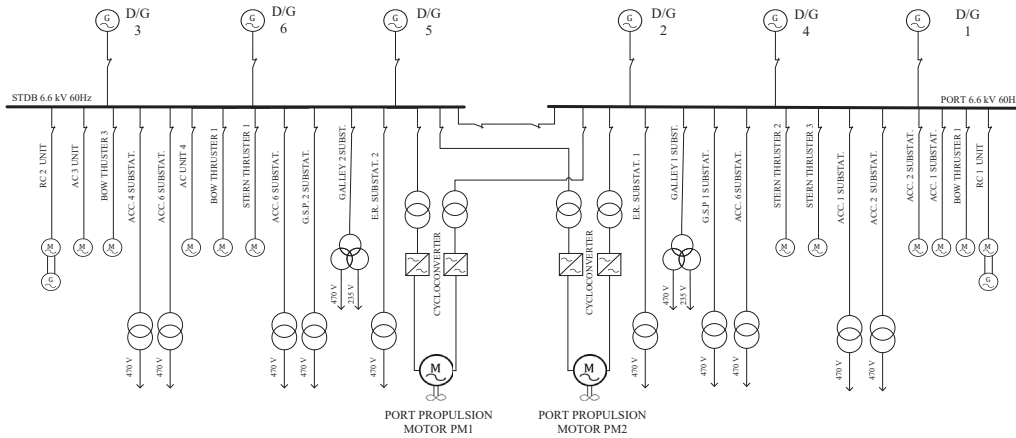 D/G
3
D/G
6
D/G
5
D/G
2
D/G
4
D/G
1
G
G
G
G
G
G
STDB 6.6 kV 60Hz
PORT 6.6 kV 60H
RC 2 UNIT
AC 3 UNIT
BOW THUSTER 3
ACC. 4 SUBSTAT.
ACC. 6 SUBSTAT.
AC UNIT 4
BOW THRUSTER 1
STERN THRUSTER 1
ACC. 6 SUBSTAT.
G.S.P. 2 SUBSTAT.
GALLEY 2 SUBST.
E.R. SUBSTAT. 2
E.R. SUBSTAT. 1
GALLEY 1 SUBST.
G.S.P 1 SUBSTAT.
ACC. 6 SUBSTAT.
STERN THRUSTER 2
STERN THRUSTER 3
ACC. 1 SUBSTAT.
ACC. 2 SUBSTAT.
ACC. 2 SUBSTAT.
ACC. 1 SUBSTAT.
BOW THRUSTER 1
RC 1 UNIT
M
M
M
M
M
M
M
M
M
M
M
M
G
G
CYCLOCONVERTER
CYCLOCONVERTER
470 V
235 V
470 V
235 V
470 V
470 V
470 V
470 V
470 V
470 V
470 V
470 V
470 V
470 V
M
M
PORT PROPULSION
MOTOR PM1
PORT PROPULSION
MOTOR PM2